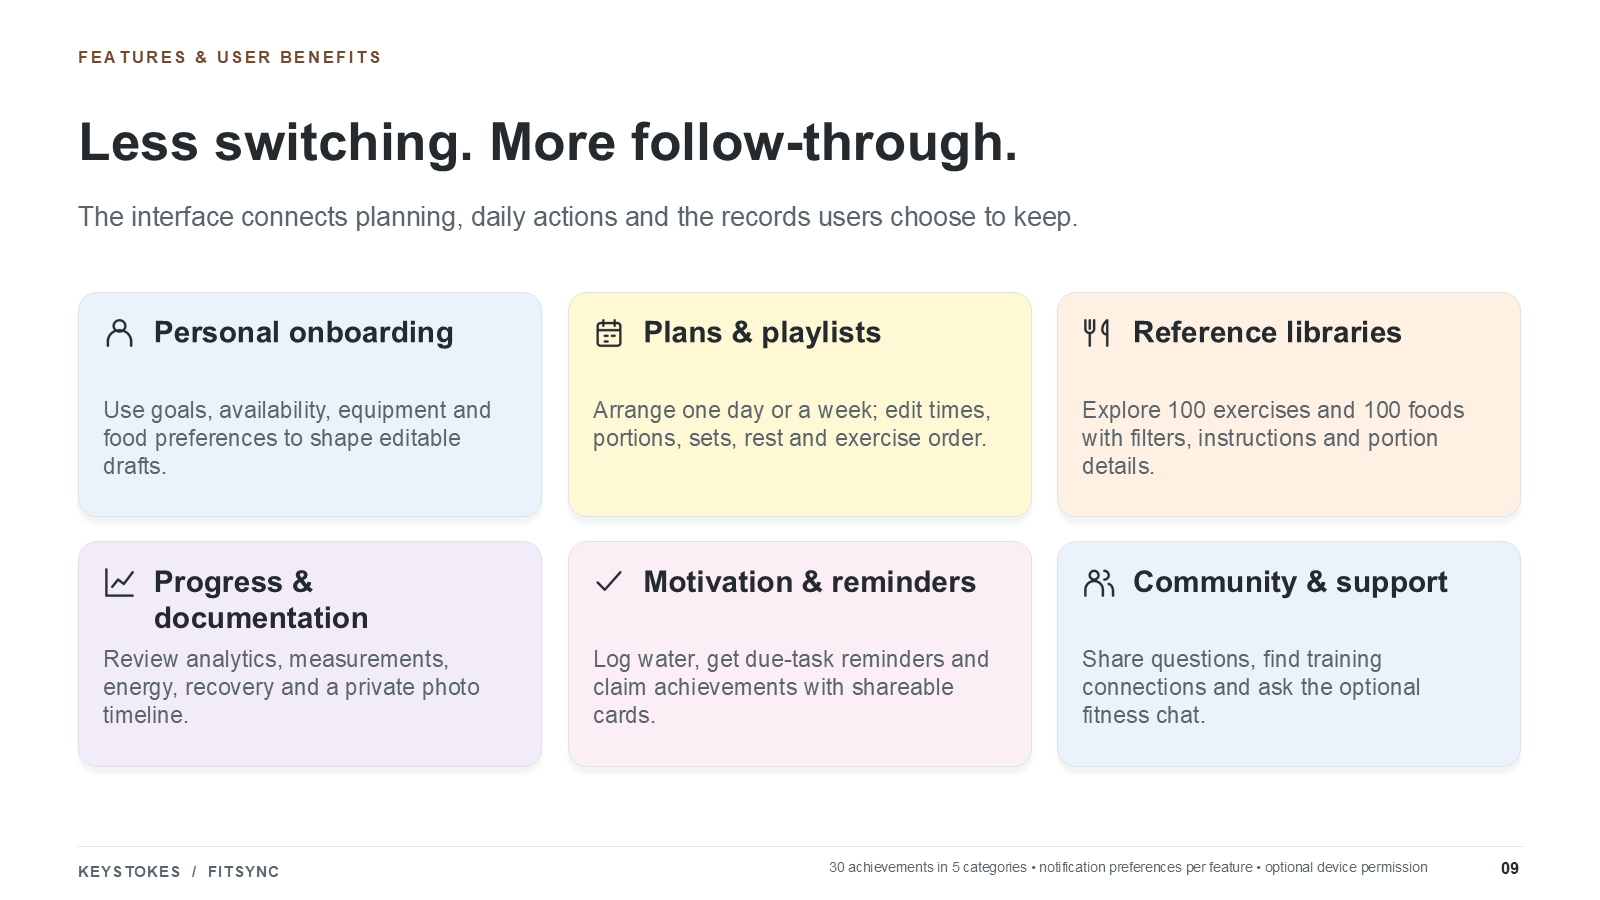 FEATURES & USER BENEFITS
Less switching. More follow-through.
The interface connects planning, daily actions and the records users choose to keep.
Personal onboarding
Use goals, availability, equipment and
food preferences to shape editable
drafts.
Plans & playlists
Arrange one day or a week; edit times,
portions, sets, rest and exercise order.
Reference libraries
Explore 100 exercises and 100 foods
with filters, instructions and portion
details.
Progress &
documentation
Review analytics, measurements,
energy, recovery and a private photo
timeline.
Motivation & reminders
Log water, get due-task reminders and
claim achievements with shareable
cards.
Community & support
Share questions, find training
connections and ask the optional
fitness chat.
KEYSTOKES / FITSYNC
30 achievements in 5 categories • notification preferences per feature • optional device permission
09